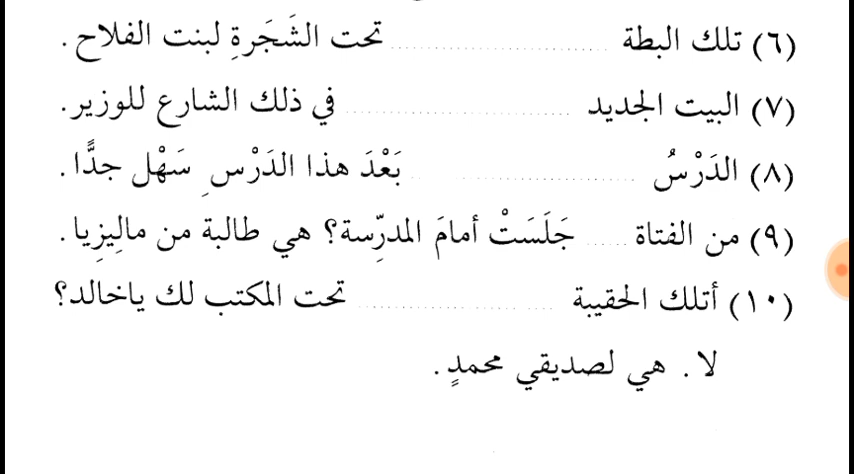 (٦) تلك البطة ........................ تحت الشَجَرةِ لبنت الفلاح .
(٧) البيت الجديد ........................ في ذلك الشارع للوزير.
(٨) الدَرْسُ ........................ بَعْدَ هذا الدَرْسِ سَهْل جدًّا .
(٩) من الفتاة ...... جَلَسَتْ أمامَ المدرِّسة؟ هي طالبة من ماليزِيا .
(١٠) أتلك الحقيبة ........................ تحت المكتب لك ياخالد؟
لا . هي لصديقي محمدٍ .